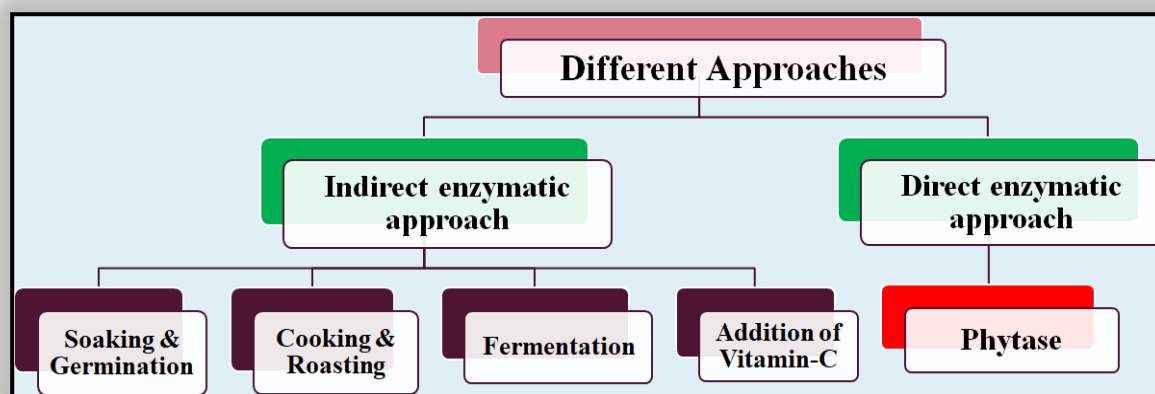 Different Approaches
Indirect enzymatic
approach
Direct enzymatic
approach
Soaking &
Germination
Cooking &
Roasting
Fermentation
Addition of
Vitamin-C
Phytase